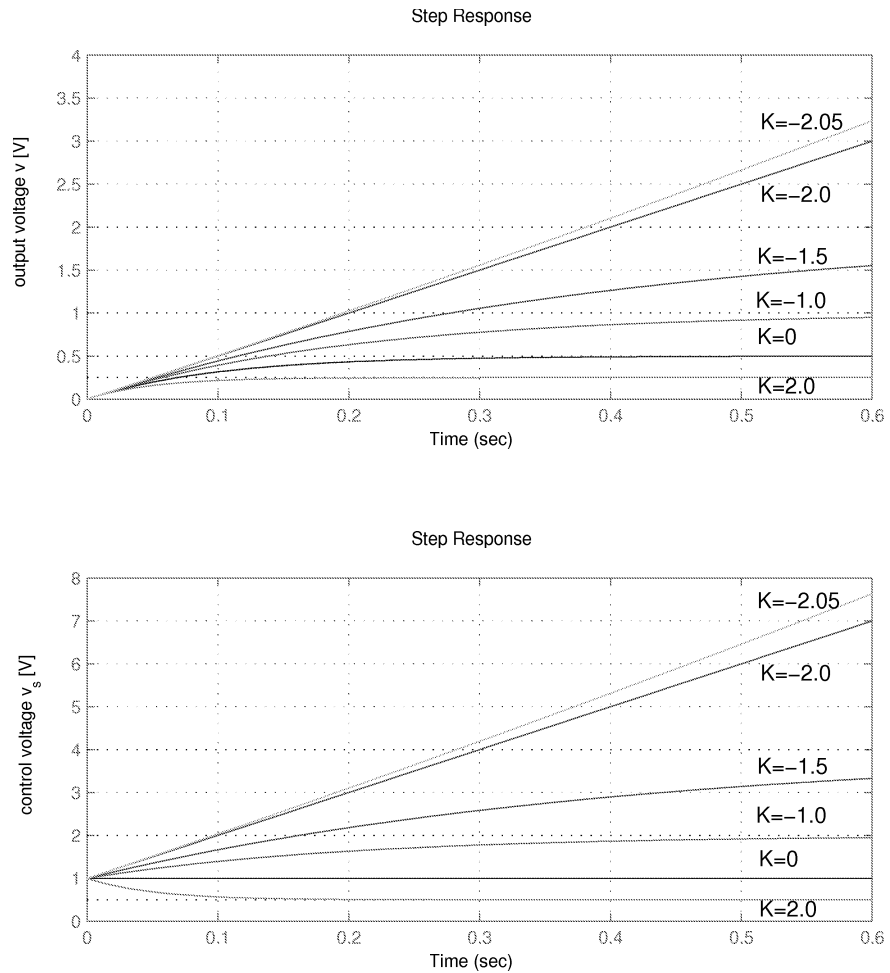 Step Response
4
3.5
3
2.5
2
1.5
1
0.5
0
output voltage v [V]
K=−2.05
K=−2.0
K=−1.5
K=−1.0
K=0
K=2.0
0 0.1 0.2 0.3 0.4 0.5 0.6
Time (sec)
Step Response
8
7
6
5
4
3
2
1
0
control voltage vs [V]
K=−2.05
K=−2.0
K=−1.5
K=−1.0
K=0
K=2.0
0 0.1 0.2 0.3 0.4 0.5 0.6
Time (sec)